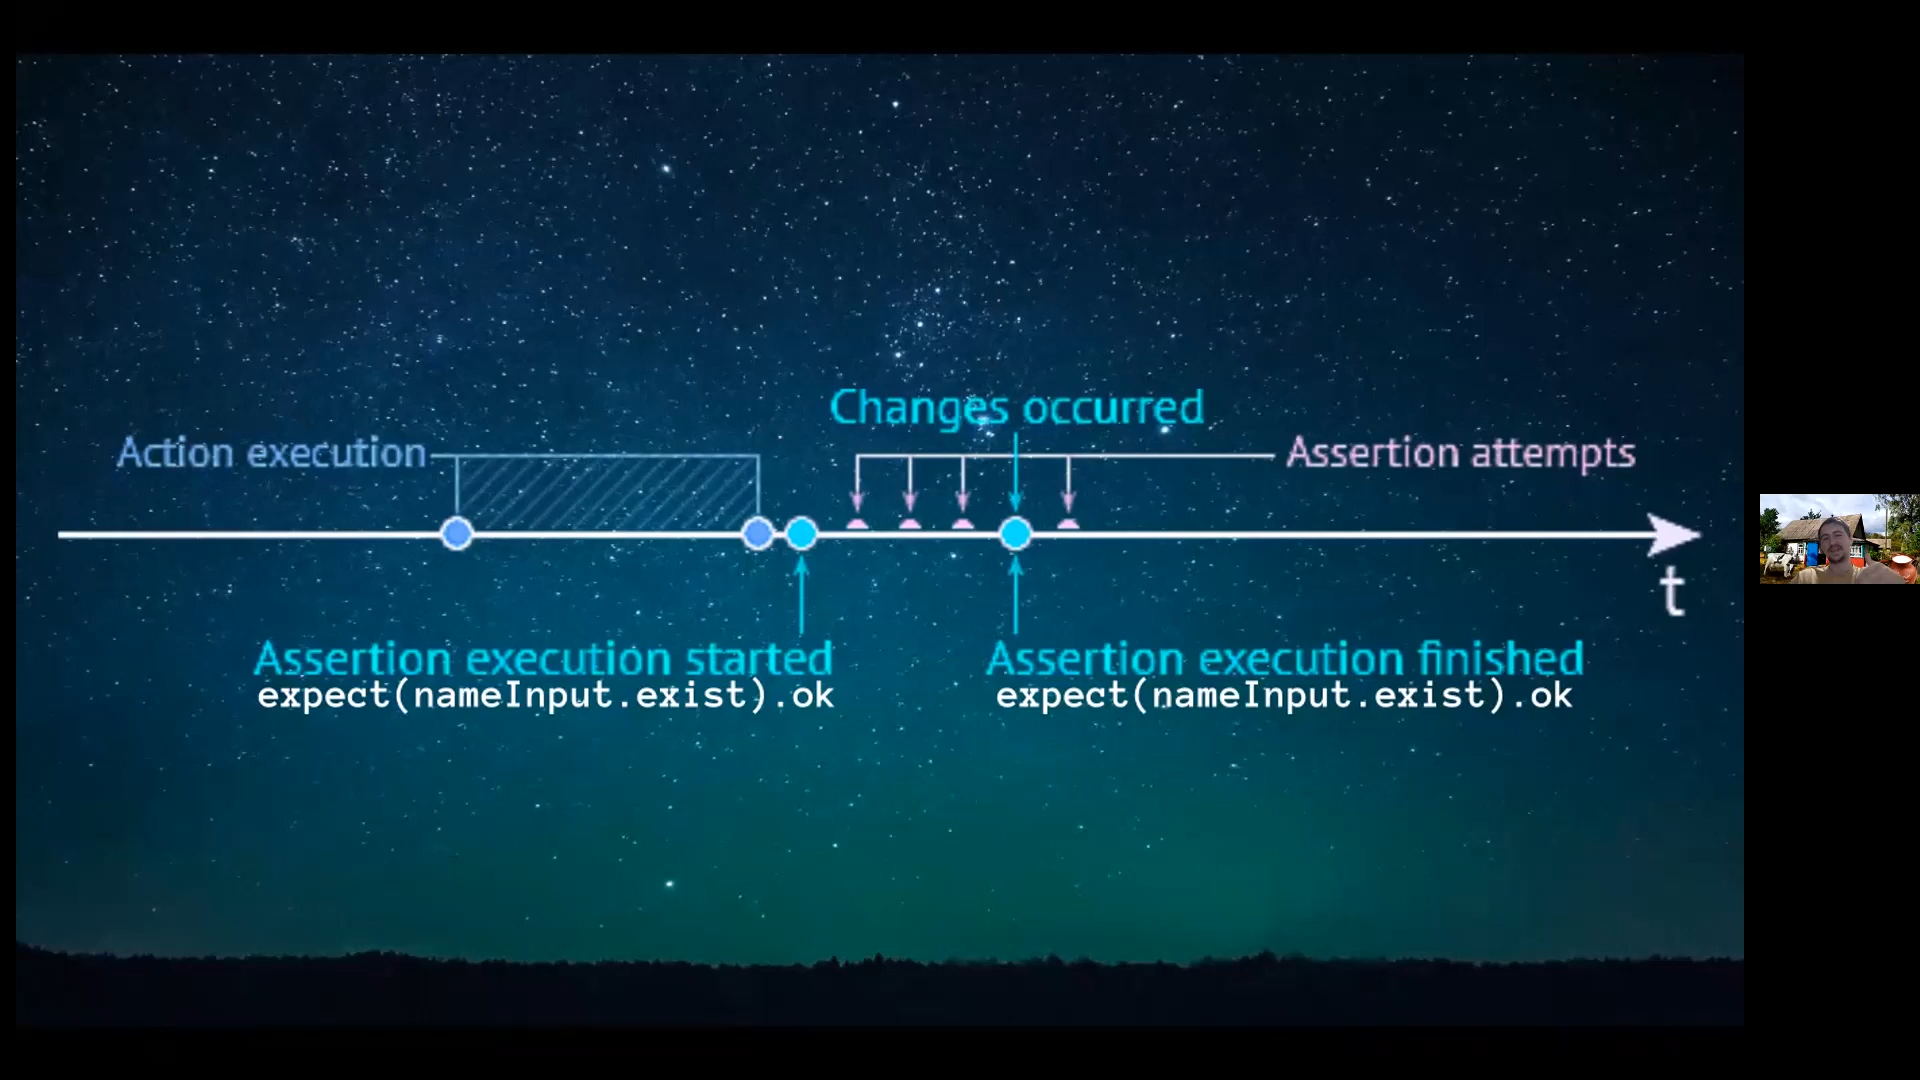 Changes occurred
Action execution
Assertion attempts
t
Assertion execution started
expect(nameInput.exist).ok
Assertion execution finished
expect(nameInput.exist).ok